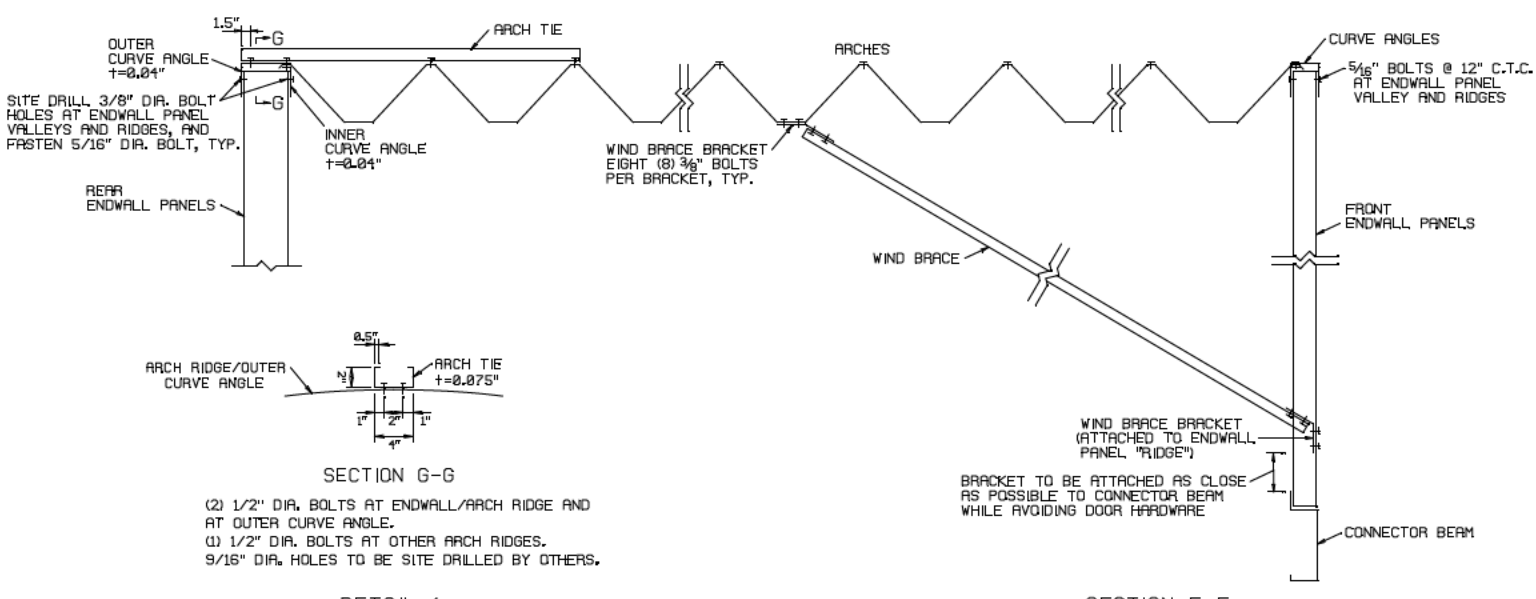 1.5"
G
ARCH TIE
OUTER
CURVE ANGLE
t=0.04"
G
SITE DRILL 3/8" DIA. BOLT
HOLES AT ENDWALL PANEL
VALLEYS AND RIDGES, AND
FASTEN 5/16" DIA. BOLT, TYP.
INNER
CURVE ANGLE
t=0.04"
REAR
ENDWALL PANELS
ARCHES
CURVE ANGLES
5/16" BOLTS @ 12" C.T.C.
AT ENDWALL PANEL
VALLEY AND RIDGES
WIND BRACE BRACKET
EIGHT (8) 3/8" BOLTS
PER BRACKET, TYP.
WIND BRACE
FRONT
ENDWALL PANELS
0.5"
ARCH RIDGE/OUTER
CURVE ANGLE
2"
ARCH TIE
t=0.075"
1" 2" 1"
4"
SECTION G-G
(2) 1/2" DIA. BOLTS AT ENDWALL/ARCH RIDGE AND
AT OUTER CURVE ANGLE.
(1) 1/2" DIA. BOLTS AT OTHER ARCH RIDGES.
9/16" DIA. HOLES TO BE SITE DRILLED BY OTHERS.
WIND BRACE BRACKET
(ATTACHED TO ENDWALL
PANEL "RIDGE")
BRACKET TO BE ATTACHED AS CLOSE
AS POSSIBLE TO CONNECTOR BEAM
WHILE AVOIDING DOOR HARDWARE
CONNECTOR BEAM